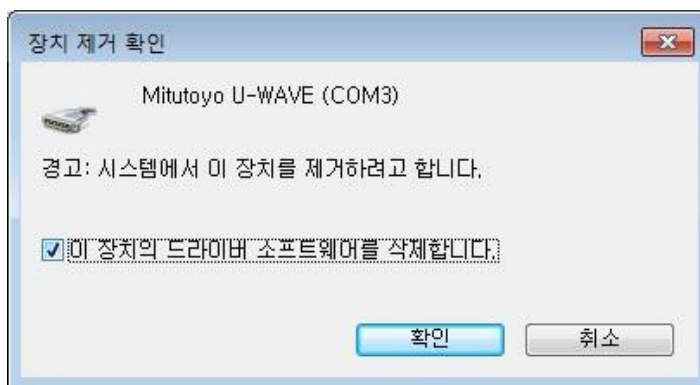 장치 제거 확인
Mitutoyo U-WAVE (COM3)
경고: 시스템에서 이 장치를 제거하려고 합니다.
이 장치의 드라이버 소프트웨어를 삭제합니다.
확인
취소